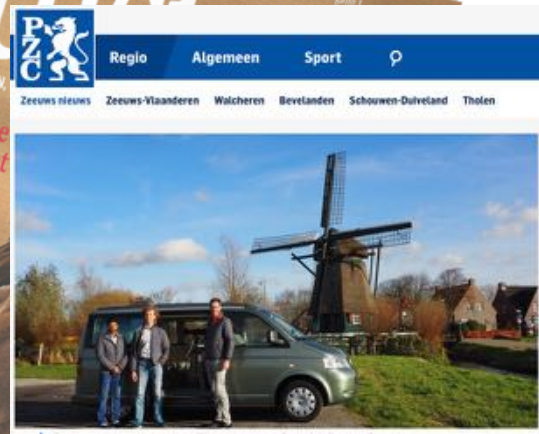 PZC
Regio Algemeen Sport
Zeeuws nieuws Zeeuws-Vlaanderen Walcheren Bevelanden Schouwen-Duiveland Tholen